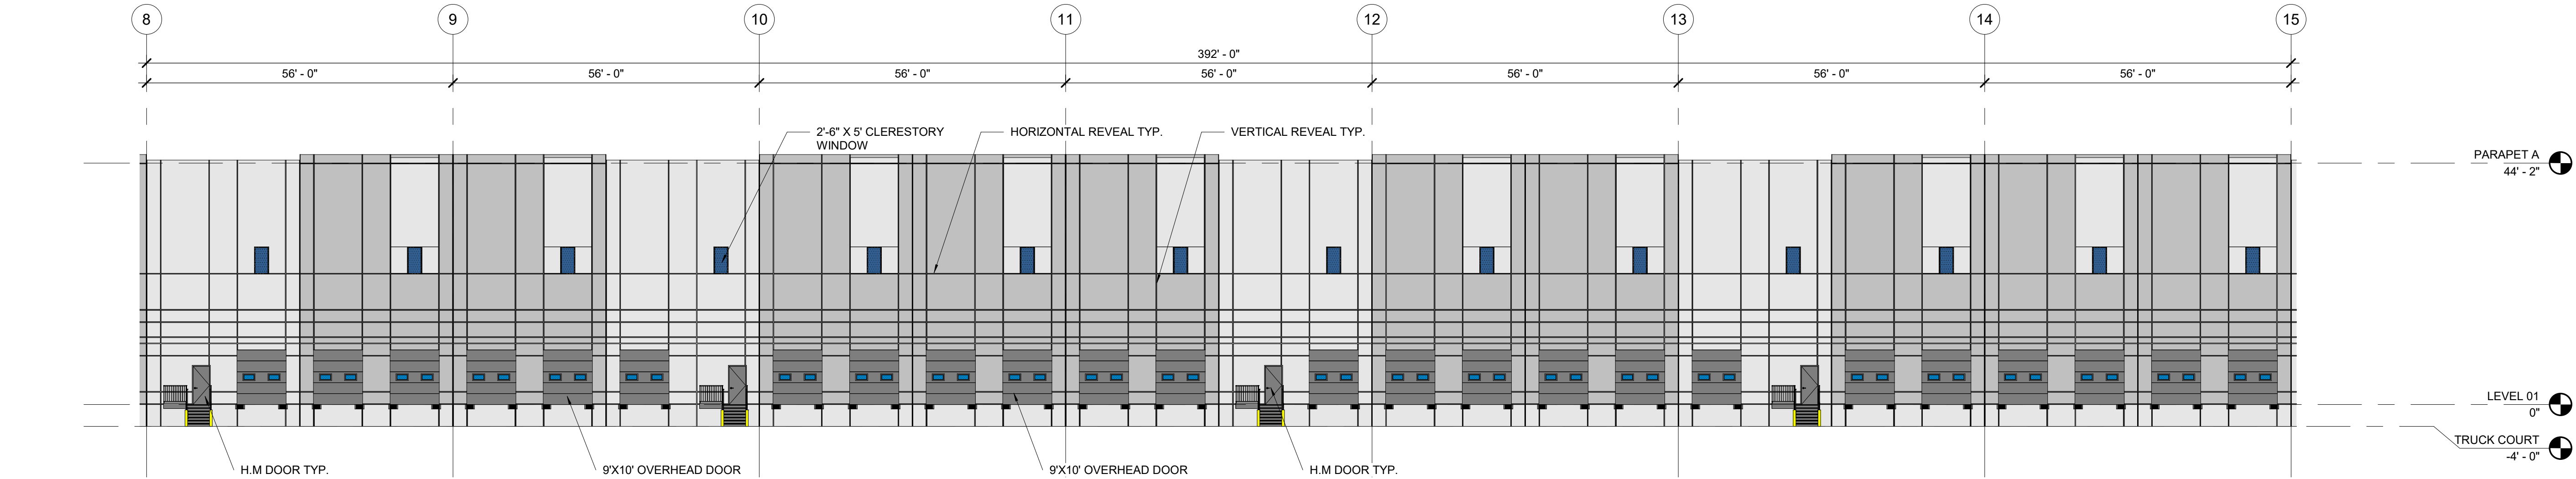 8 9 10 11 12 13 14 15
392' - 0"
56' - 0" 56' - 0" 56' - 0" 56' - 0" 56' - 0" 56' - 0" 56' - 0"
2'-6" X 5' CLERESTORY
WINDOW
HORIZONTAL REVEAL TYP.
VERTICAL REVEAL TYP.
PARAPET A
44' - 2"
LEVEL 01
0"
TRUCK COURT
-4' - 0"
H.M DOOR TYP.
9'X10' OVERHEAD DOOR
9'X10' OVERHEAD DOOR
H.M DOOR TYP.